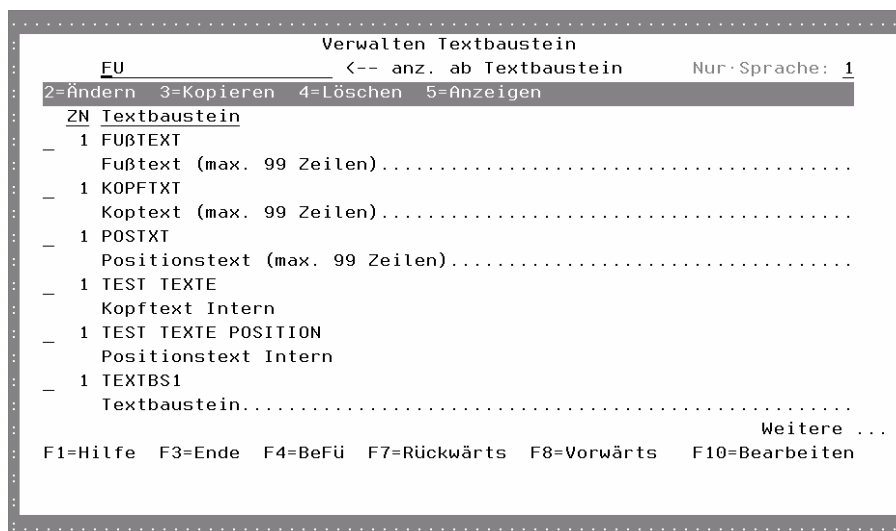 Verwalten Textbaustein
FU <-- anz. ab Textbaustein Nur·Sprache: 1
2=Ändern 3=Kopieren 4=Löschen 5=Anzeigen
ZN Textbaustein
_ 1 FUßTEXT
Fußtext (max. 99 Zeilen)........................................
_ 1 KOPFTXT
Koptext (max. 99 Zeilen)........................................
_ 1 POSTXT
Positionstext (max. 99 Zeilen)..................................
_ 1 TEST TEXTE
Kopftext Intern
_ 1 TEST TEXTE POSITION
Positionstext Intern
_ 1 TEXTBS1
Textbaustein....................................................
Weitere ...
F1=Hilfe F3=Ende F4=BeFü F7=Rückwärts F8=Vorwärts F10=Bearbeiten